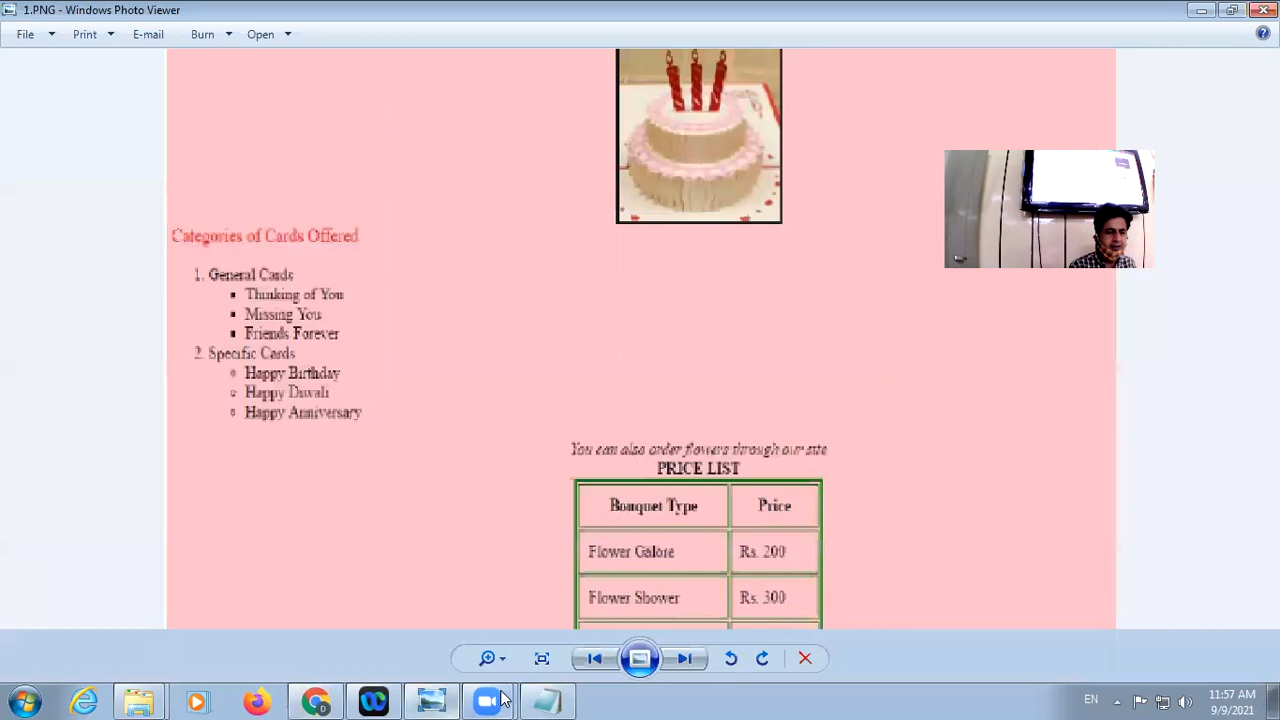 1.PNG - Windows Photo Viewer
File Print E-mail Burn Open
Categories of Cards Offered
1. General Cards
Thinking of You
Missing You
Friends Forever
2. Specific Cards
Happy Birthday
Happy Diwali
Happy Anniversary
You can also order flowers through our site
PRICE LIST
Bouquet Type Price
Flower Galore Rs. 200
Flower Shower Rs. 300
EN 11:57 AM
9/9/2021